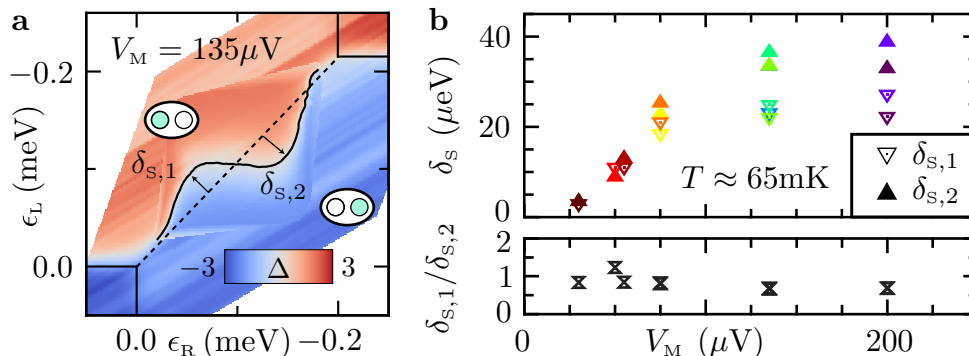 a
V_M = 135μV
−0.2
−0.1
0.0
ϵ_L (meV)
δ_S,1
δ_S,2
−3 Δ 3
0.0 ϵ_R (meV) −0.2
b
40
20
0
δ_S (μeV)
T ≈ 65mK
δ_S,1
δ_S,2
2
1
0
δ_S,1/δ_S,2
0 V_M (μV) 200